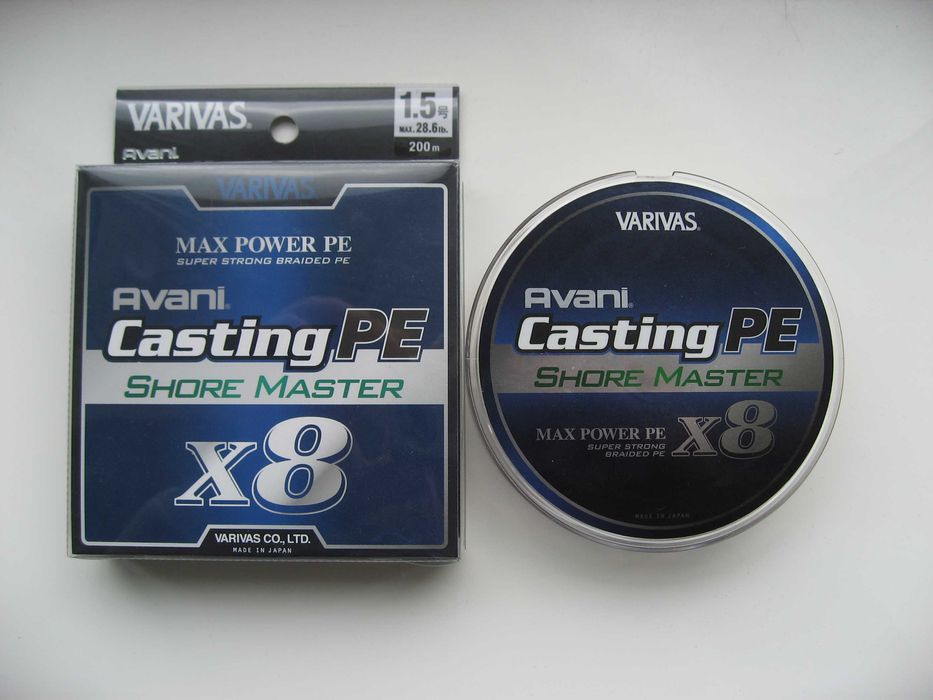 VARIVAS®
Avani
1.5号
MAX. 28.6lb.
200m
VARIVAS
MAX POWER PE
SUPER STRONG BRAIDED PE
Avani®
Casting PE
SHORE MASTER
x8
VARIVAS CO., LTD.
MADE IN JAPAN
VARIVAS®
Avani®
Casting PE
SHORE MASTER
MAX POWER PE
SUPER STRONG
BRAIDED PE
x8
MADE IN JAPAN